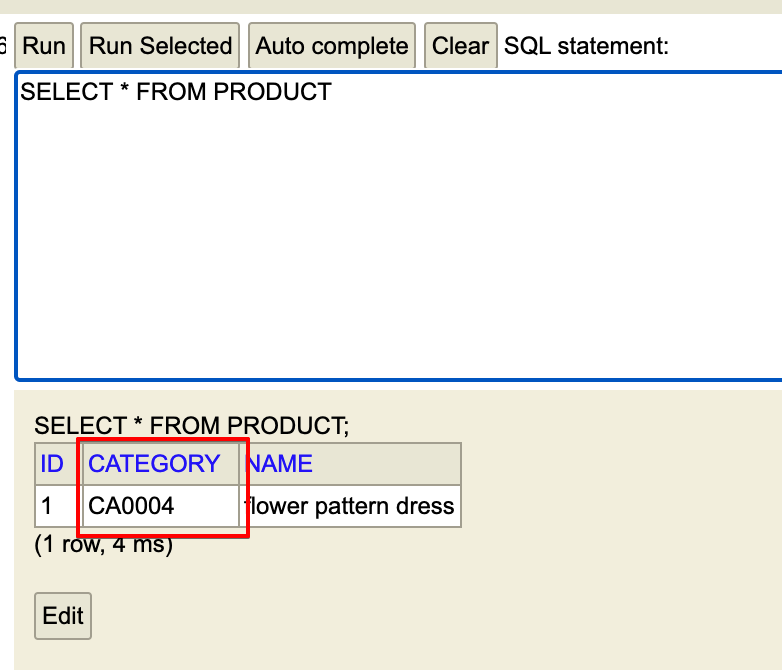 Run Run Selected Auto complete Clear SQL statement:
SELECT * FROM PRODUCT
SELECT * FROM PRODUCT;
ID CATEGORY NAME
1 CA0004 flower pattern dress
(1 row, 4 ms)
Edit